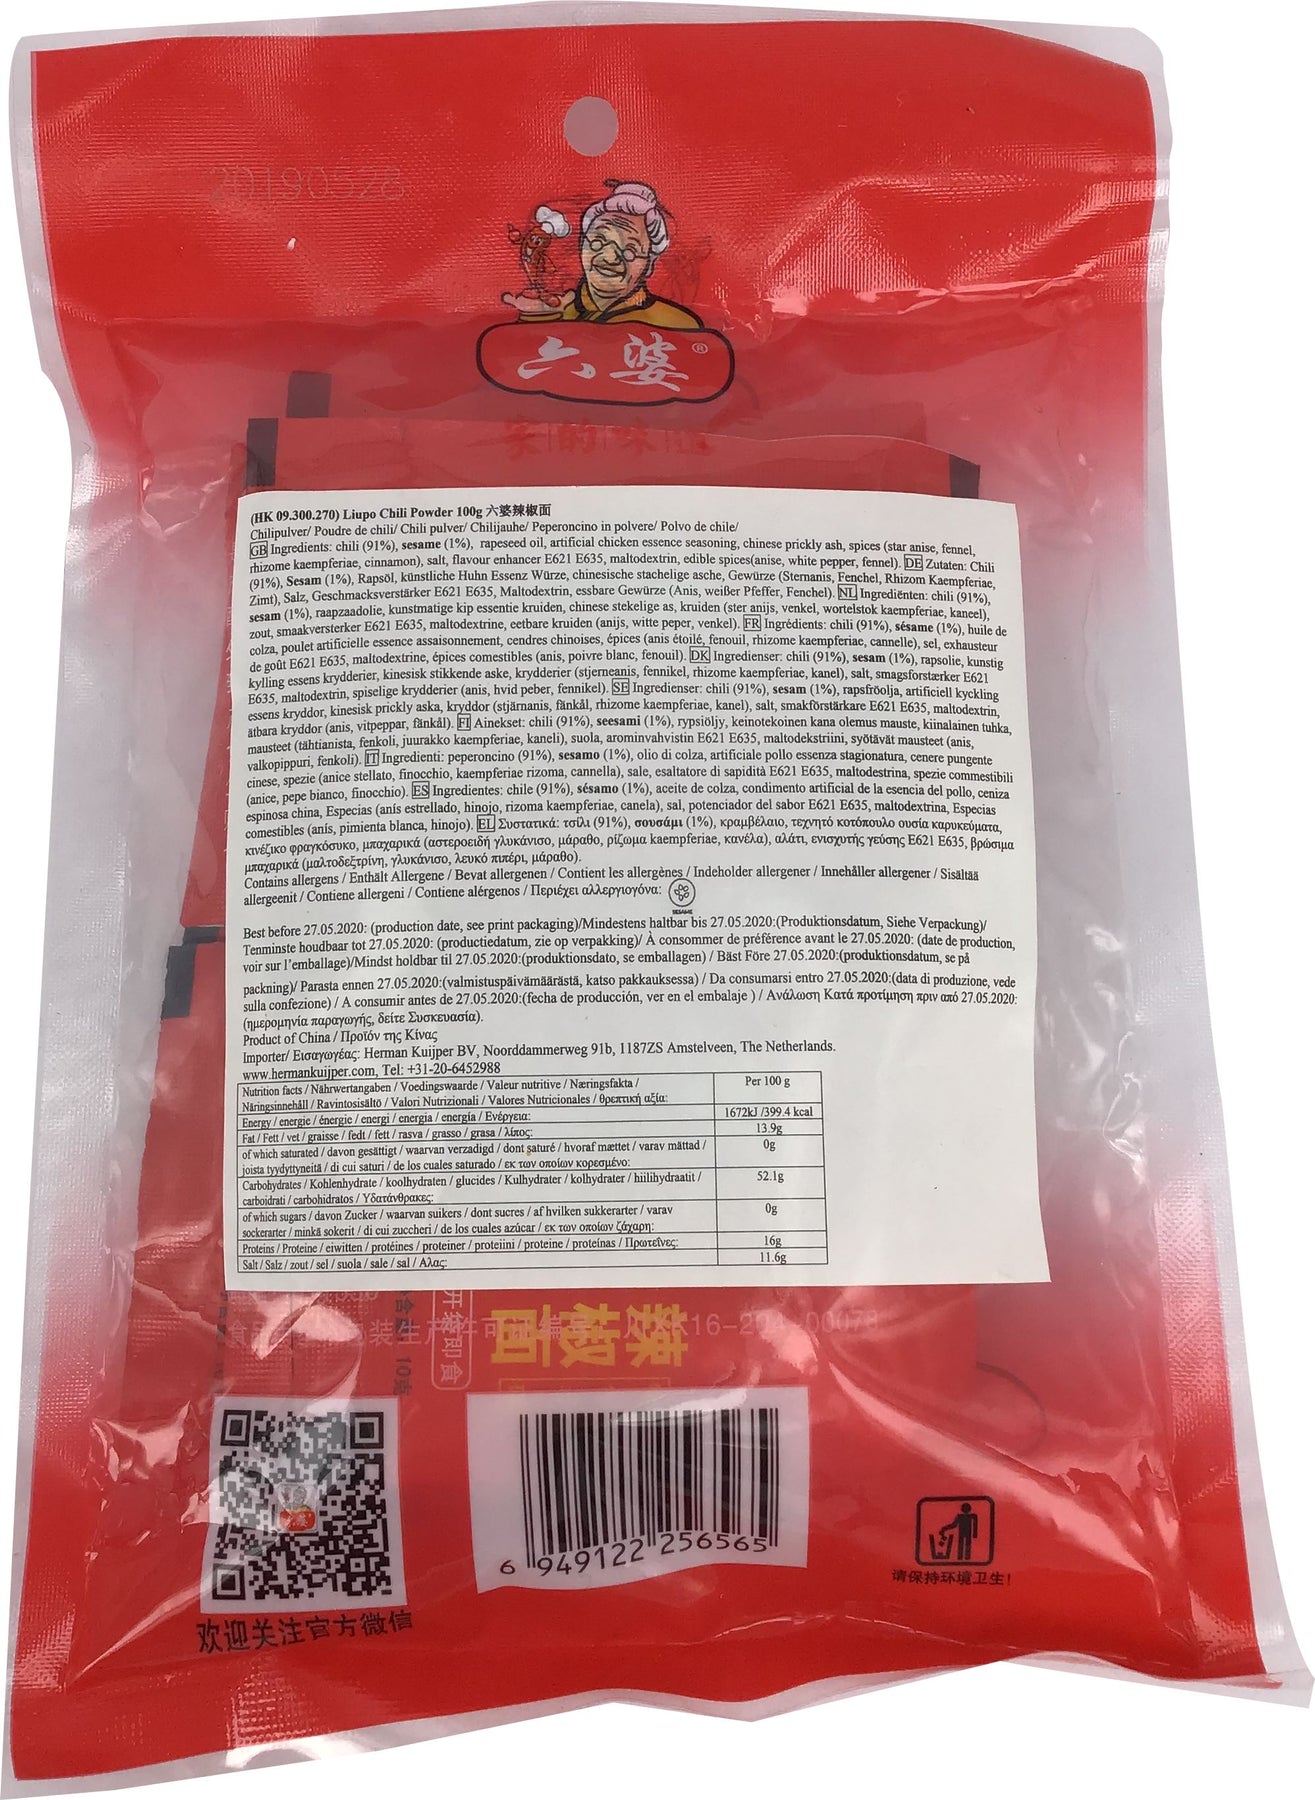 20190528
六婆®
(HK 09.300.270) Liupo Chili Powder 100g 六婆辣椒面
Chilipulver/ Poudre de chili/ Chili pulver/ Chilijauhe/ Peperoncino in polvere/ Polvo de chile/
GB Ingredients: chili (91%), sesame (1%), rapeseed oil, artificial chicken essence seasoning, chinese prickly ash, spices (star anise, fennel,
rhizome kaempferiae, cinnamon), salt, flavour enhancer E621 E635, maltodextrin, edible spices(anise, white pepper, fennel). DE Zutaten: Chili
(91%), Sesam (1%), Rapsöl, künstliche Huhn Essenz Würze, chinesische stachelige asche, Gewürze (Sternanis, Fenchel, Rhizom Kaempferiae,
Zimt), Salz, Geschmacksverstärker E621 E635, Maltodextrin, essbare Gewürze (Anis, weißer Pfeffer, Fenchel). NL Ingrediënten: chili (91%),
sesam (1%), raapzaadolie, kunstmatige kip essentie kruiden, chinese stekelige as, kruiden (ster anijs, venkel, wortelstok kaempferiae, kaneel),
zout, smaakversterker E621 E635, maltodextrine, eetbare kruiden (anijs, witte peper, venkel). FR Ingrédients: chili (91%), sésame (1%), huile de
colza, poulet artificielle essence assaisonnement, cendres chinoises, épices (anis étoilé, fenouil, rhizome kaempferiae, cannelle), sel, exhausteur
de goût E621 E635, maltodextrine, épices comestibles (anis, poivre blanc, fenouil). DK Ingredienser: chili (91%), sesam (1%), rapsolie, kunstig
kylling essens krydderier, kinesisk stikkende aske, krydderier (stjerneanis, fennikel, rhizome kaempferiae, kanel), salt, smagsforstærker E621
E635, maltodextrin, spiselige krydderier (anis, hvid peber, fennikel). SE Ingredienser: chili (91%), sesam (1%), rapsfröolja, artificiell kyckling
essens kryddor, kinesisk prickly aska, kryddor (stjärnanis, fänkål, rhizome kaempferiae, kanel), salt, smakförstärkare E621 E635, maltodextrin,
ätbara kryddor (anis, vitpeppar, fänkål). FI Ainekset: chili (91%), seesami (1%), rypsiöljy, keinotekoinen kana olemus mauste, kiinalainen tuhka,
mausteet (tähtianista, fenkoli, juurakko kaempferiae, kaneli), suola, arominvahvistin E621 E635, maltodekstriini, syötävät mausteet (anis,
valkopippuri, fenkoli). IT Ingredienti: peperoncino (91%), sesamo (1%), olio di colza, artificiale pollo essenza stagionatura, cenere pungente
cinese, spezie (anice stellato, finocchio, kaempferiae rizoma, cannella), sale, esaltatore di sapidità E621 E635, maltodestrina, spezie commestibili
(anice, pepe bianco, finocchio). ES Ingredientes: chile (91%), sésamo (1%), aceite de colza, condimento artificial de la esencia del pollo, ceniza
espinosa china, Especias (anís estrellado, hinojo, rizoma kaempferiae, canela), sal, potenciador del sabor E621 E635, maltodextrina, Especias
comestibles (anís, pimienta blanca, hinojo). EL Συστατικά: τσίλι (91%), σουσάμι (1%), κραμβέλαιο, τεχνητό κοτόπουλο ουσία καρυκεύματα,
κινέζικο φραγκόσυκο, μπαχαρικά (αστεροειδή γλυκάνισο, μάραθο, ρίζωμα kaempferiae, κανέλα), αλάτι, ενισχυτής γεύσης E621 E635, βρώσιμα
μπαχαρικά (μαλτοδεξτρίνη, γλυκάνισο, λευκό πιπέρι, μάραθο).
Contains allergens / Enthält Allergene / Bevat allergenen / Contient les allergènes / Indeholder allergener / Innehåller allergener / Sisältää
allergeenit / Contiene allergeni / Contiene alérgenos / Περιέχει αλλεργιογόνα:
SESAME
Best before 27.05.2020: (production date, see print packaging)/Mindestens haltbar bis 27.05.2020:(Produktionsdatum, Siehe Verpackung)/
Tenminste houdbaar tot 27.05.2020: (productiedatum, zie op verpakking)/ À consommer de préférence avant le 27.05.2020: (date de production,
voir sur l'emballage)/Mindst holdbar til 27.05.2020:(produktionsdato, se emballagen) / Bäst Före 27.05.2020:(produktionsdatum, se på
packning)/ Parasta ennen 27.05.2020:(valmistuspäivämäärästä, katso pakkauksessa) / Da consumarsi entro 27.05.2020:(data di produzione, vede
sulla confezione) / A consumir antes de 27.05.2020:(fecha de producción, ver en el embalaje ) / Ανάλωση Κατά προτίμηση πριν από 27.05.2020:
(ημερομηνία παραγωγής, δείτε Συσκευασία).
Product of China / Προϊόν της Κίνας
Importer/ Εισαγωγέας: Herman Kuijper BV, Noorddammerweg 91b, 1187ZS Amstelveen, The Netherlands.
www.hermankuijper.com, Tel: +31-20-6452988
Nutrition facts / Nährwertangaben / Voedingswaarde / Valeur nutritive / Næringsfakta / Per 100 g
Näringsinnehåll / Ravintosisältö / Valori Nutrizionali / Valores Nutricionales / θρεπτική αξία:
Energy / energie / énergie / energi / energia / energía / Ενέργεια: 1672kJ /399.4 kcal
Fat / Fett / vet / graisse / fedt / fett / rasva / grasso / grasa / λίπος: 13.9g
of which saturated / davon gesättigt / waarvan verzadigd / dont saturé / hvoraf mættet / varav mättad / 0g
joista tyydyttyneitä / di cui saturi / de los cuales saturado / εκ των οποίων κορεσμένο:
Carbohydrates / Kohlenhydrate / koolhydraten / glucides / Kulhydrater / kolhydrater / hiilihydraatit / 52.1g
carboidrati / carbohidratos / Υδατάνθρακες:
of which sugars / davon Zucker / waarvan suikers / dont sucres / af hvilken sukkerarter / varav 0g
sockerarter / minkä sokerit / di cui zuccheri / de los cuales azúcar / εκ των οποίων ζάχαρη:
Proteins / Proteine / eiwitten / protéines / proteiner / proteiini / proteine / proteínas / Πρωτεΐνες: 16g
Salt / Salz / zout / sel / suola / sale / sal / Αλας: 11.6g
开袋即食
10克
辣椒面
6 949122 256565
请保持环境卫生!
欢迎关注官方微信